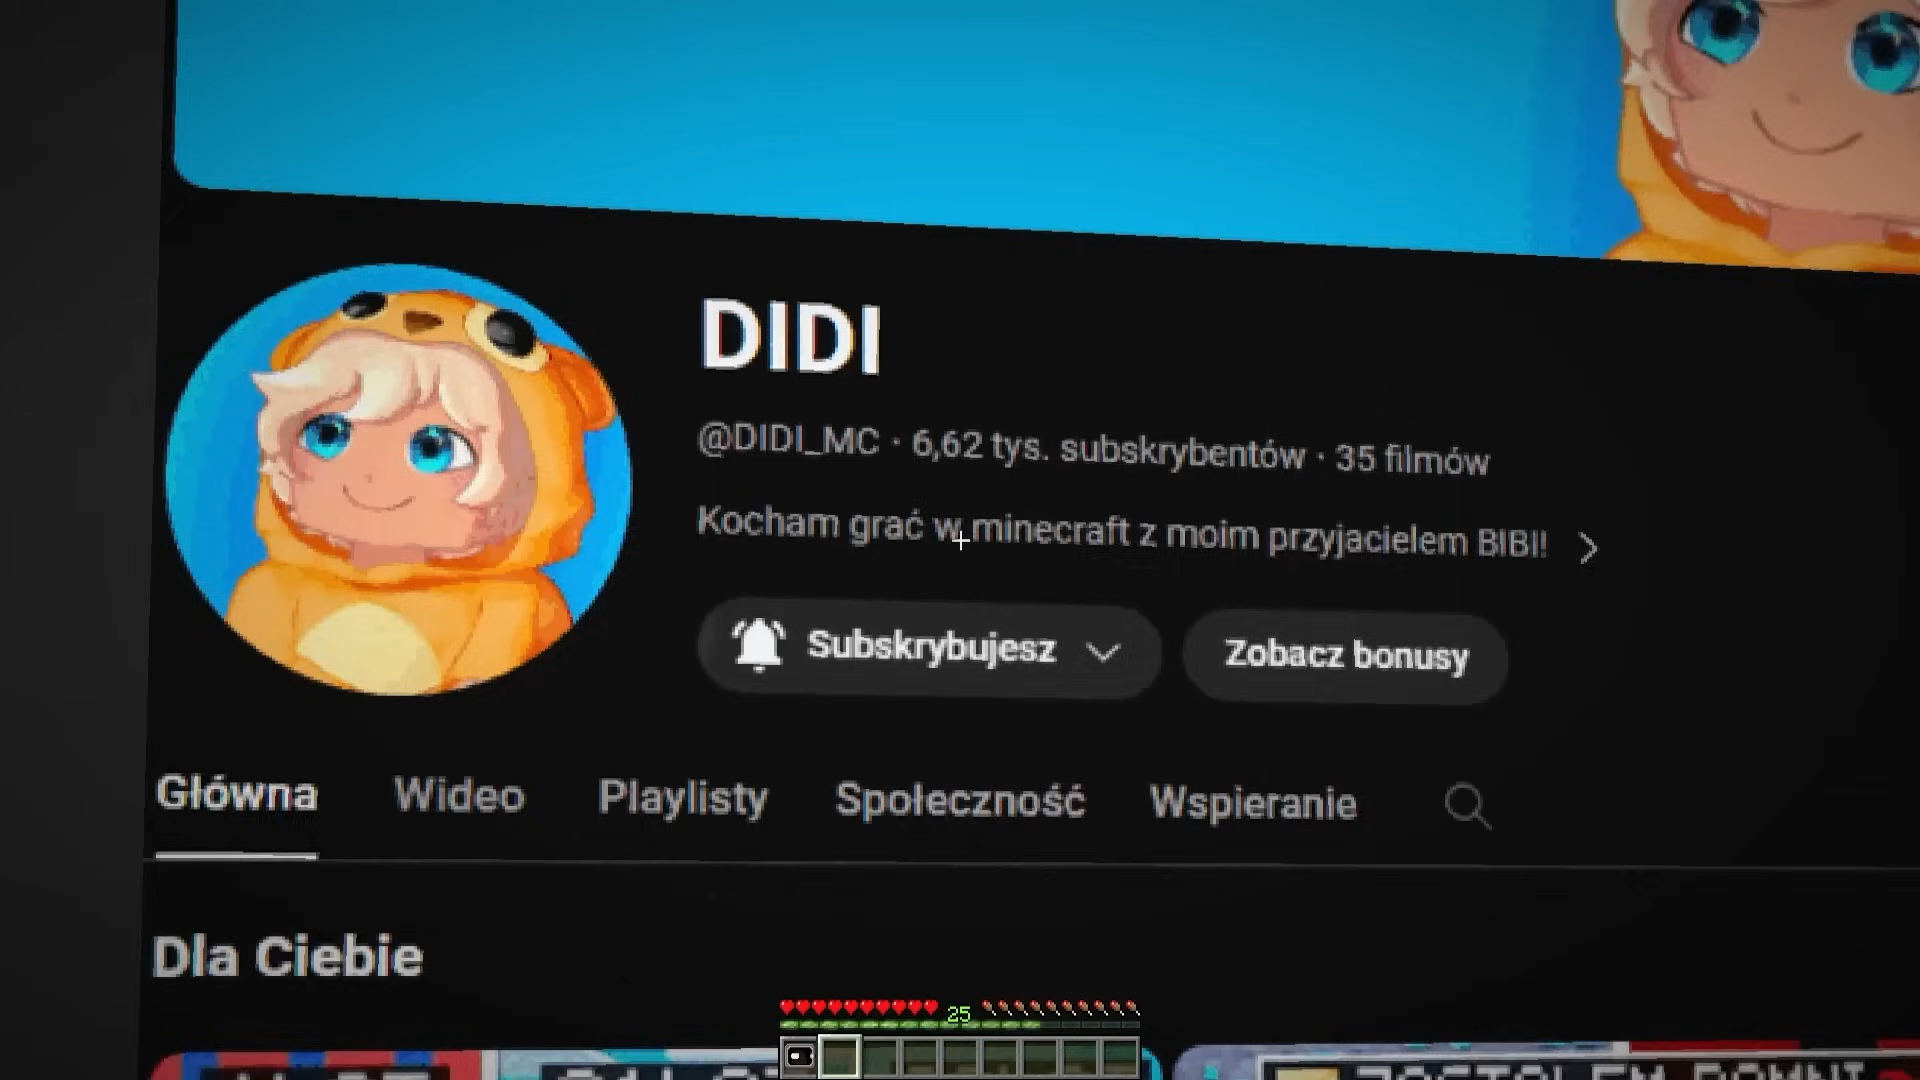 DIDI
@DIDI_MC · 6,62 tys. subskrybentów · 35 filmów
Kocham grać w minecraft z moim przyjacielem BIBI!
Subskrybujesz
Zobacz bonusy
Główna Wideo Playlisty Społeczność Wspieranie
Dla Ciebie
25